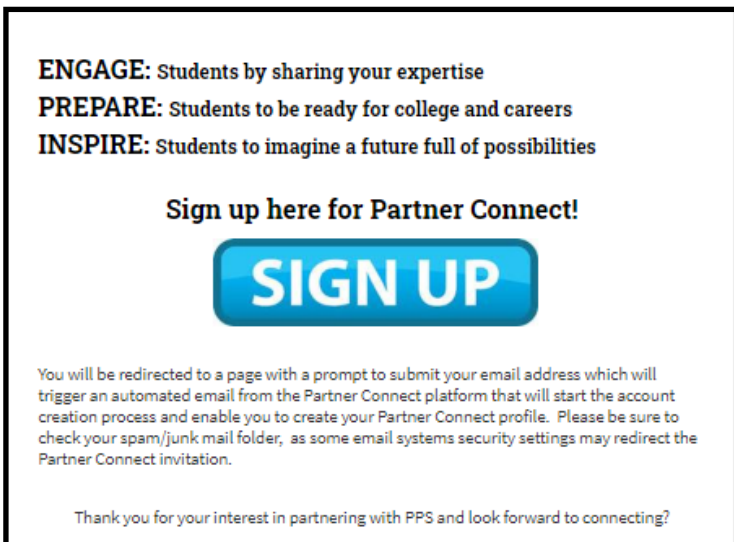 ENGAGE: Students by sharing your expertise
PREPARE: Students to be ready for college and careers
INSPIRE: Students to imagine a future full of possibilities
Sign up here for Partner Connect!
SIGN UP
You will be redirected to a page with a prompt to submit your email address which will
trigger an automated email from the Partner Connect platform that will start the account
creation process and enable you to create your Partner Connect profile.  Please be sure to
check your spam/junk mail folder,  as some email systems security settings may redirect the
Partner Connect invitation.
Thank you for your interest in partnering with PPS and look forward to connecting?